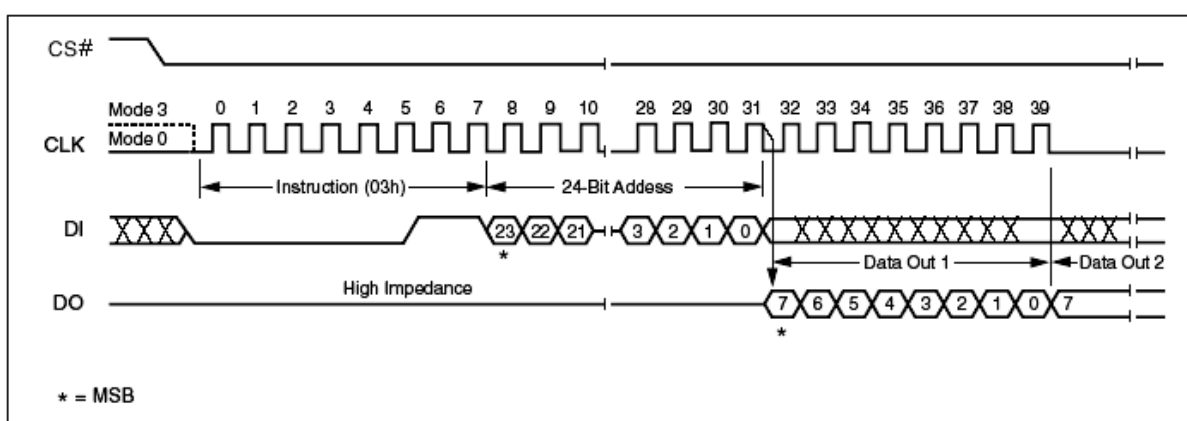 CS#
Mode 3
0 1 2 3 4 5 6 7 8 9 10 28 29 30 31 32 33 34 35 36 37 38 39
CLK
Mode 0
Instruction (03h)
24-Bit Addess
DI
23 22 21 3 2 1 0
*
Data Out 1
Data Out 2
High Impedance
DO
7 6 5 4 3 2 1 0 7
*
* = MSB